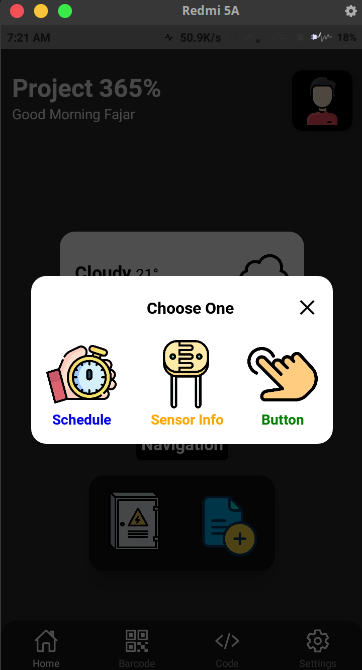 Redmi 5A
7:21 AM 50.9K/s 18%
Project 365%
Good Morning Fajar
Cloudy 21°
Choose One
Schedule Sensor Info Button
Navigation
Home Barcode Code Settings